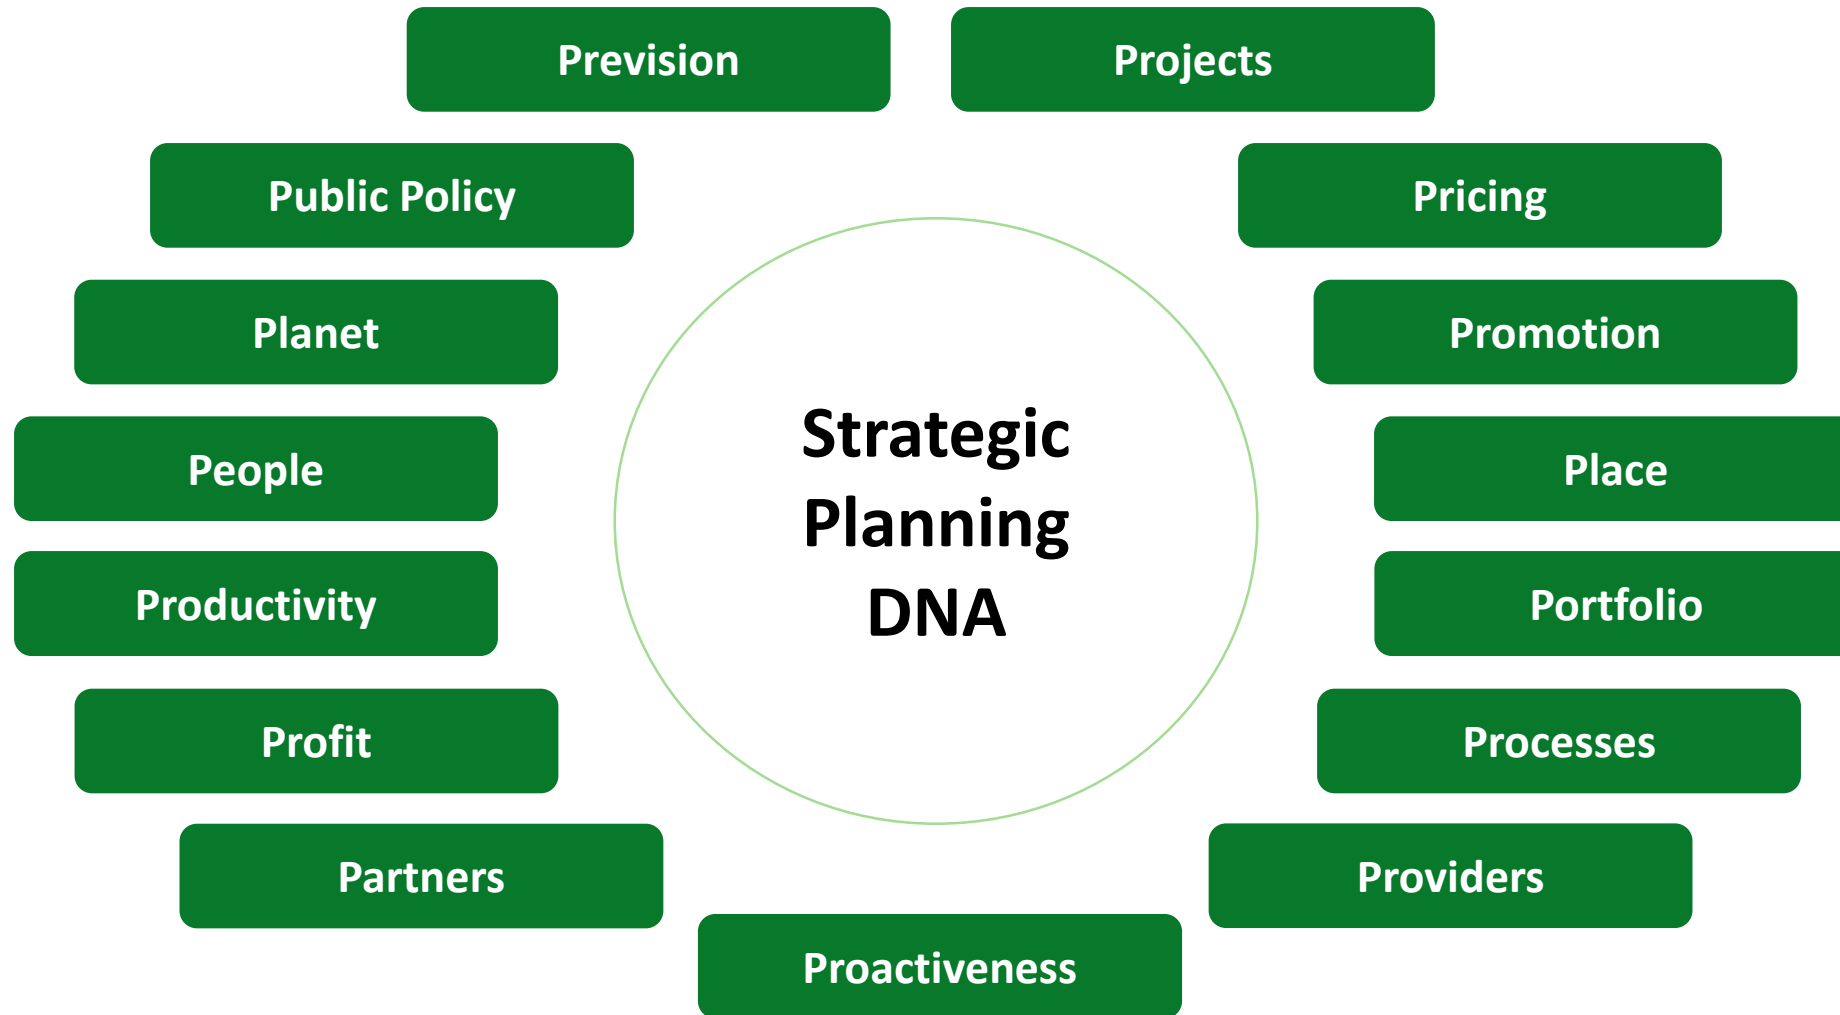 Prevision
Projects
Public Policy
Pricing
Planet
Promotion
Strategic
Planning
DNA
People
Place
Productivity
Portfolio
Profit
Processes
Partners
Providers
Proactiveness